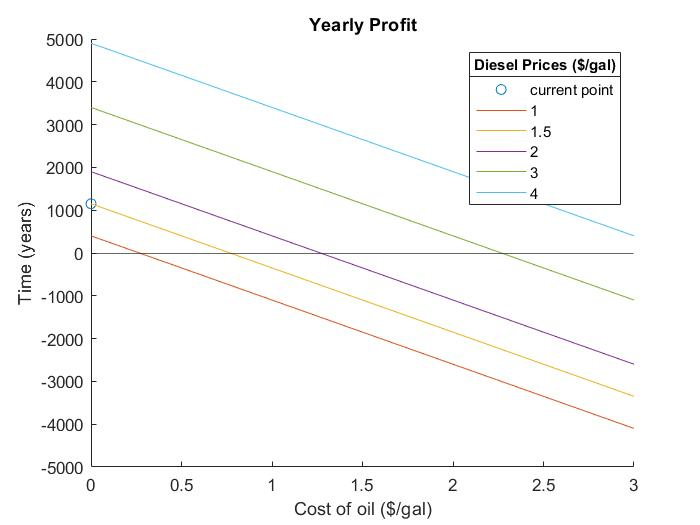 Yearly Profit
5000
4000
3000
2000
1000
0
-1000
-2000
-3000
-4000
-5000
Time (years)
Diesel Prices ($/gal)
current point
1
1.5
2
3
4
0 0.5 1 1.5 2 2.5 3
Cost of oil ($/gal)